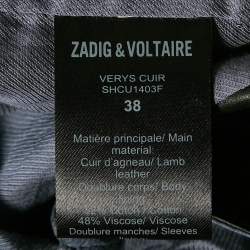 ZADIG & VOLTAIRE
VERYS CUIR
SHCU1403F
38
Matière principale/ Main
material:
Cuir d'agneau/ Lamb
leather
Doublure corps/ Body
48% Viscose/ Viscose
Doublure manches/ Sleeves